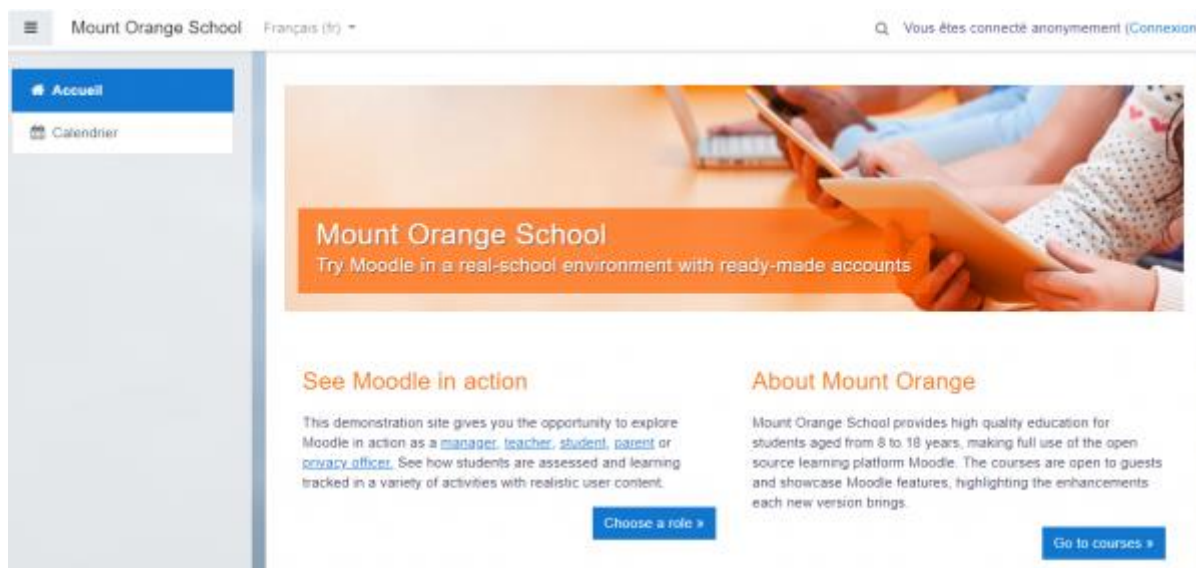 Mount Orange School Français (fr)
Vous êtes connecté anonymement (Connexion
Accueil
Calendrier
Mount Orange School
Try Moodle in a real-school environment with ready-made accounts
See Moodle in action
This demonstration site gives you the opportunity to explore
Moodle in action as a manager, teacher, student, parent or
privacy officer. See how students are assessed and learning
tracked in a variety of activities with realistic user content.
Choose a role »
About Mount Orange
Mount Orange School provides high quality education for
students aged from 8 to 18 years, making full use of the open
source learning platform Moodle. The courses are open to guests
and showcase Moodle features, highlighting the enhancements
each new version brings.
Go to courses »